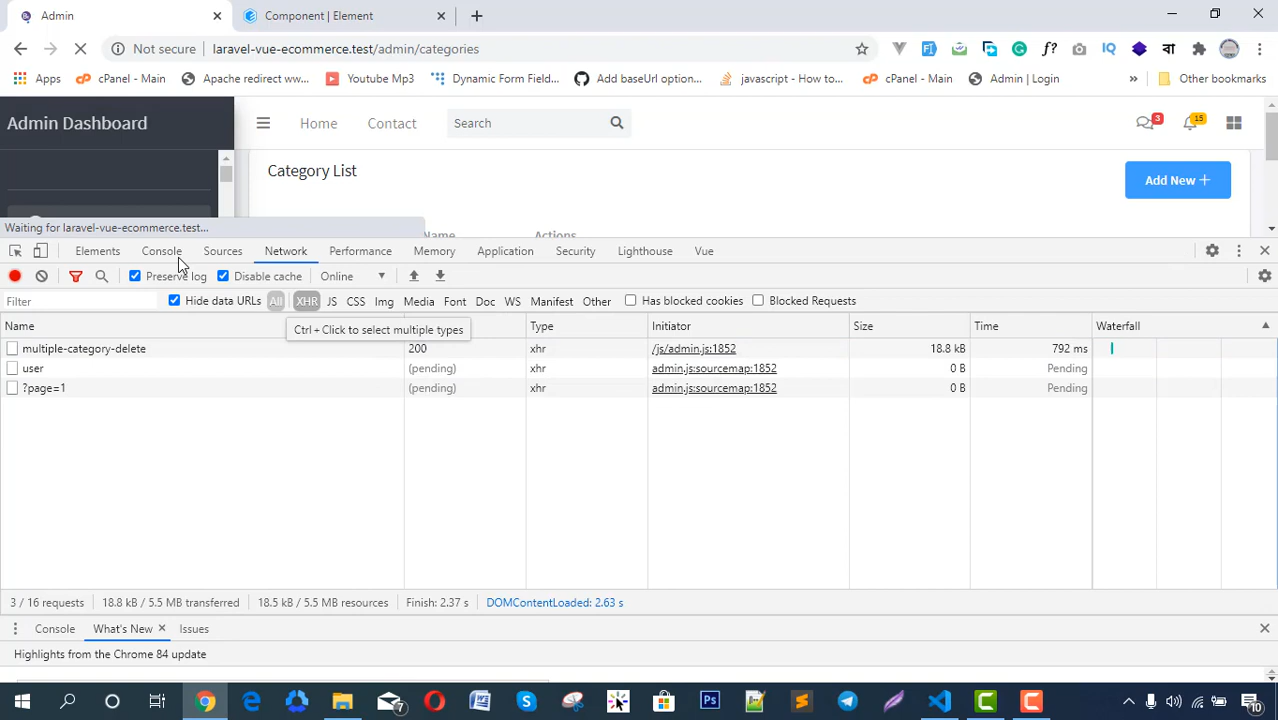 Admin
Component | Element
Not secure laravel-vue-ecommerce.test/admin/categories
Apps cPanel - Main Apache redirect ww... Youtube Mp3 Dynamic Form Field... Add baseUrl option... javascript - How to... cPanel - Main Admin | Login » Other bookmarks
Admin Dashboard
Home Contact Search 3 15
Category List Add New +
Name Actions
Waiting for laravel-vue-ecommerce.test...
Elements Console Sources Network Performance Memory Application Security Lighthouse Vue
Preserve log Disable cache Online
Filter Hide data URLs All XHR JS CSS Img Media Font Doc WS Manifest Other Has blocked cookies Blocked Requests
Name Type Initiator Size Time Waterfall
Ctrl + Click to select multiple types
multiple-category-delete 200 xhr /js/admin.js:1852 18.8 kB 792 ms
user (pending) xhr admin.js:sourcemap:1852 0 B Pending
?page=1 (pending) xhr admin.js:sourcemap:1852 0 B Pending
3 / 16 requests 18.8 kB / 5.5 MB transferred 18.5 kB / 5.5 MB resources Finish: 2.37 s DOMContentLoaded: 2.63 s
Console What's New Issues
Highlights from the Chrome 84 update
7 Ps 10